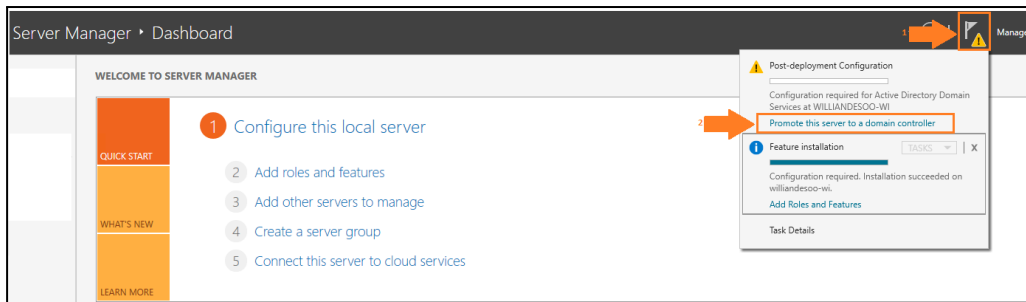 Server Manager ‣ Dashboard
1
Manage
WELCOME TO SERVER MANAGER
QUICK START
WHAT'S NEW
LEARN MORE
1 Configure this local server
2 Add roles and features
3 Add other servers to manage
4 Create a server group
5 Connect this server to cloud services
Post-deployment Configuration
Configuration required for Active Directory Domain
Services at WILLIANDESOO-WI
2
Promote this server to a domain controller
Feature installation
TASKS
X
Configuration required. Installation succeeded on
williandesoo-wi.
Add Roles and Features
Task Details